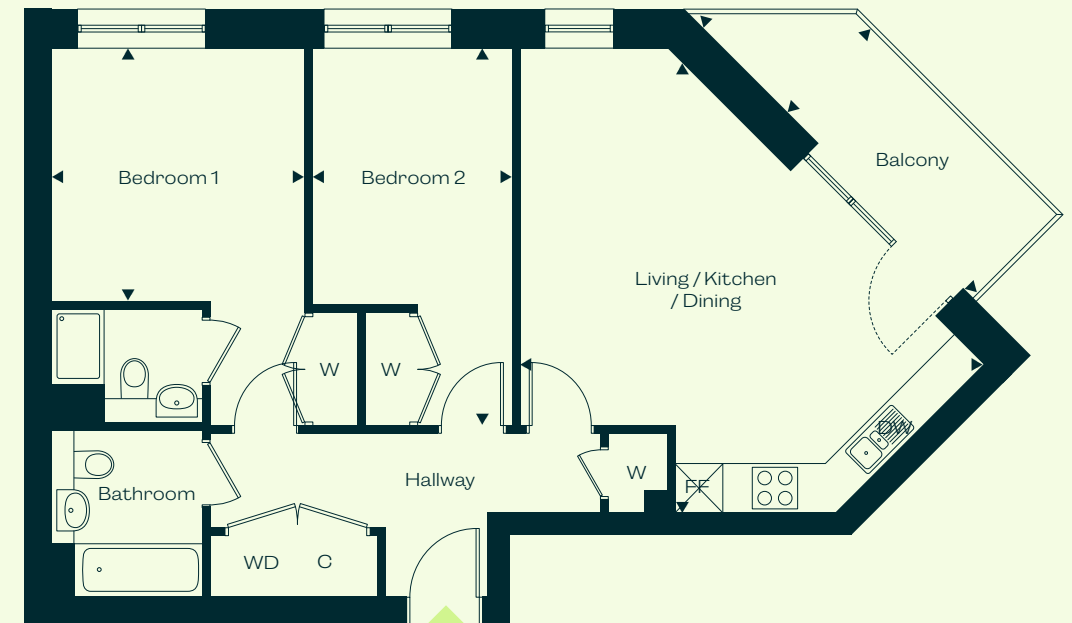 Balcony
Bedroom 1
Bedroom 2
Living / Kitchen
/ Dining
W
W
DW
Hallway
W
FF
Bathroom
WD
C